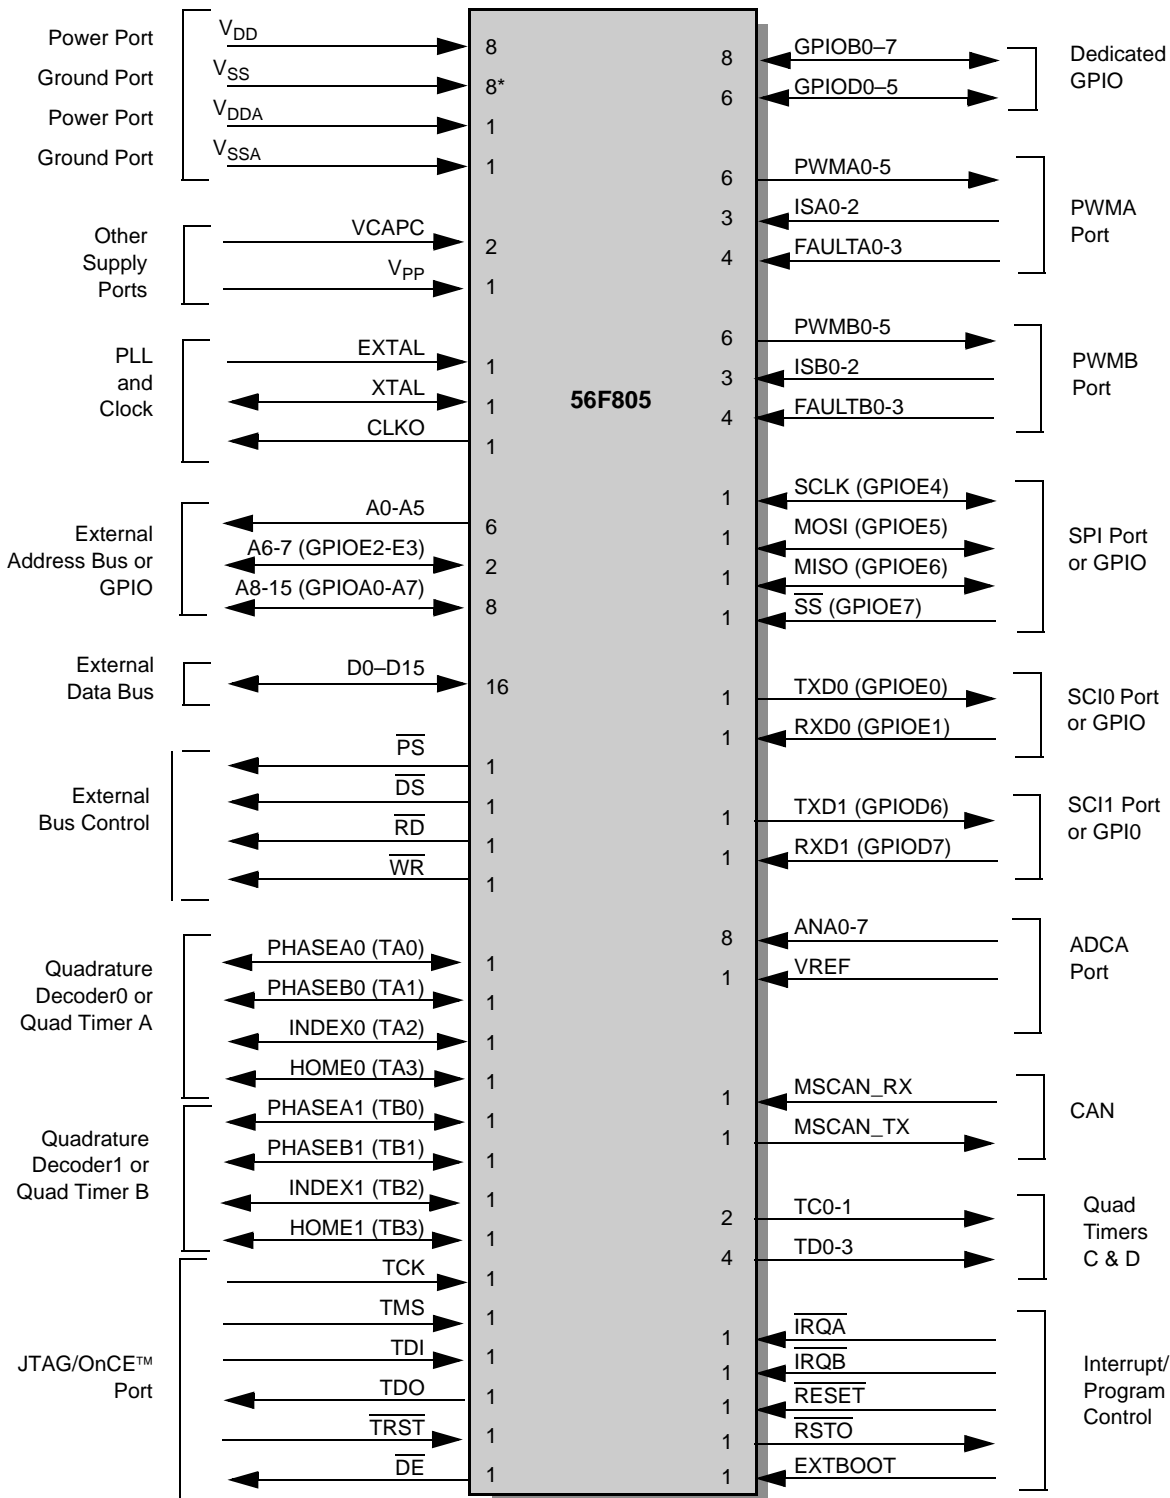 Power Port
V_DD
8
Ground Port
V_SS
8*
Power Port
V_DDA
1
Ground Port
V_SSA
1
Other
Supply
Ports
VCAPC
2
V_PP
1
PLL
and
Clock
EXTAL
1
XTAL
1
CLKO
1
External
Address Bus or
GPIO
A0-A5
6
A6-7 (GPIOE2-E3)
2
A8-15 (GPIOA0-A7)
8
External
Data Bus
D0–D15
16
External
Bus Control
PS
1
DS
1
RD
1
WR
1
Quadrature
Decoder0 or
Quad Timer A
PHASEA0 (TA0)
1
PHASEB0 (TA1)
1
INDEX0 (TA2)
1
HOME0 (TA3)
1
Quadrature
Decoder1 or
Quad Timer B
PHASEA1 (TB0)
1
PHASEB1 (TB1)
1
INDEX1 (TB2)
1
HOME1 (TB3)
1
JTAG/OnCE™
Port
TCK
1
TMS
1
TDI
1
TDO
1
TRST
1
DE
1
56F805
8
GPIOB0–7
6
GPIOD0–5
Dedicated
GPIO
6
PWMA0-5
3
ISA0-2
4
FAULTA0-3
PWMA
Port
6
PWMB0-5
3
ISB0-2
4
FAULTB0-3
PWMB
Port
1
SCLK (GPIOE4)
1
MOSI (GPIOE5)
1
MISO (GPIOE6)
1
SS (GPIOE7)
SPI Port
or GPIO
1
TXD0 (GPIOE0)
1
RXD0 (GPIOE1)
SCI0 Port
or GPIO
1
TXD1 (GPIOD6)
1
RXD1 (GPIOD7)
SCI1 Port
or GPI0
8
ANA0-7
1
VREF
ADCA
Port
1
MSCAN_RX
1
MSCAN_TX
CAN
2
TC0-1
4
TD0-3
Quad
Timers
C & D
1
IRQA
1
IRQB
1
RESET
1
RSTO
1
EXTBOOT
Interrupt/
Program
Control